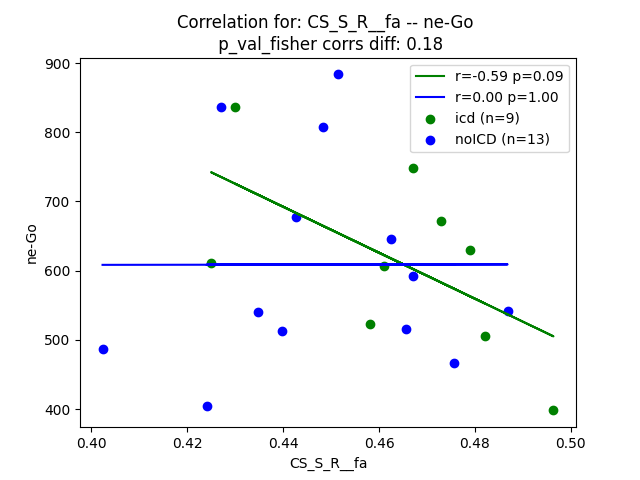 Correlation for: CS_S_R__fa -- ne-Go
p_val_fisher corrs diff: 0.18
r=-0.59 p=0.09
r=0.00 p=1.00
icd (n=9)
noICD (n=13)
900
800
700
600
500
400
ne-Go
0.40
0.42
0.44
0.46
0.48
0.50
CS_S_R__fa